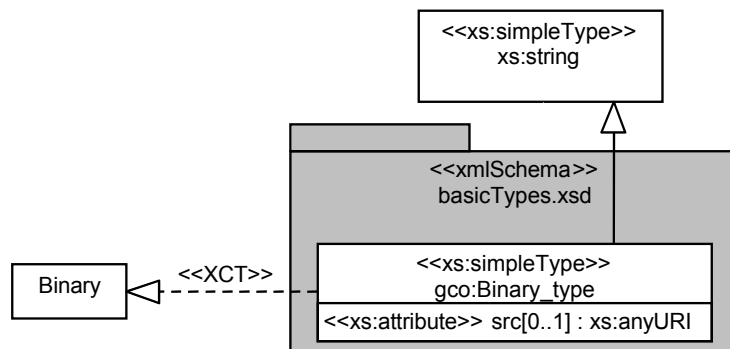 <<xs:simpleType>>
xs:string
<<xmlSchema>>
basicTypes.xsd
<<xs:simpleType>>
gco:Binary_type
<<xs:attribute>> src[0..1] : xs:anyURI
<<XCT>>
Binary